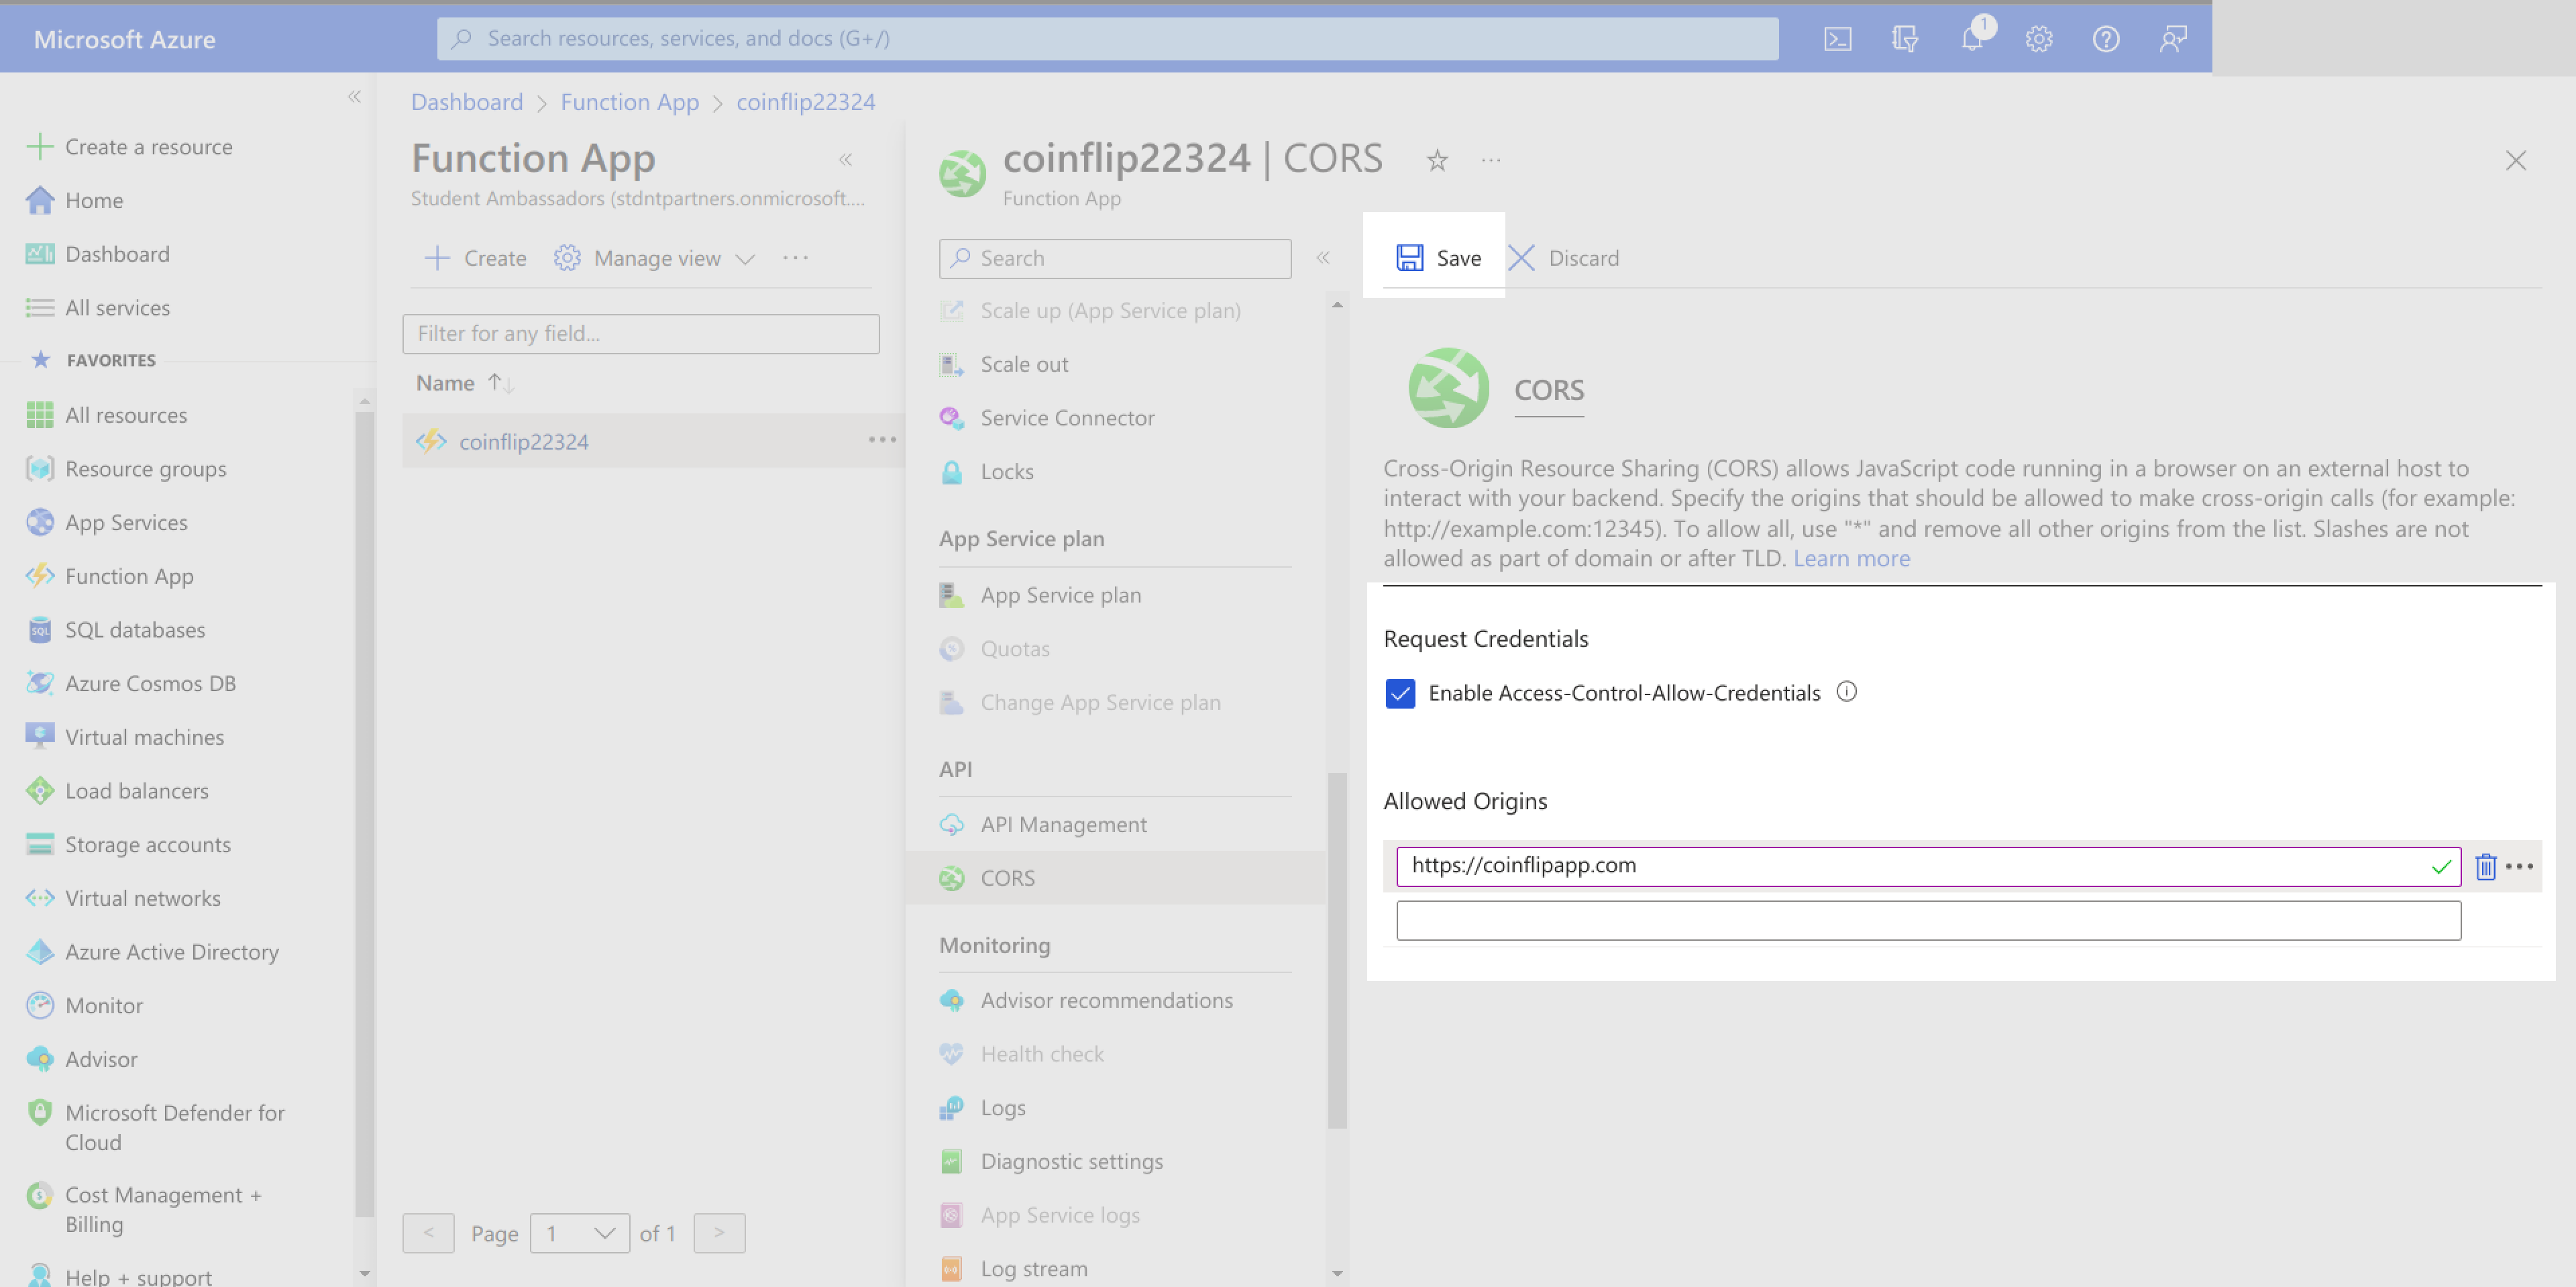 Microsoft Azure
Search resources, services, and docs (G+/)
1
Create a resource
Home
Dashboard
All services
FAVORITES
All resources
Resource groups
App Services
Function App
SQL databases
Azure Cosmos DB
Virtual machines
Load balancers
Storage accounts
Virtual networks
Azure Active Directory
Monitor
Advisor
Microsoft Defender for
Cloud
Cost Management +
Billing
Help + support
Dashboard > Function App > coinflip22324
Function App
Student Ambassadors (stdntpartners.onmicrosoft....
Create
Manage view
Filter for any field...
Name
coinflip22324
< Page 1 of 1 >
coinflip22324 | CORS
Function App
Search
Scale up (App Service plan)
Scale out
Service Connector
Locks
App Service plan
App Service plan
Quotas
Change App Service plan
API
API Management
CORS
Monitoring
Advisor recommendations
Health check
Logs
Diagnostic settings
App Service logs
Log stream
Save
Discard
CORS
Cross-Origin Resource Sharing (CORS) allows JavaScript code running in a browser on an external host to
interact with your backend. Specify the origins that should be allowed to make cross-origin calls (for example:
http://example.com:12345). To allow all, use "*" and remove all other origins from the list. Slashes are not
allowed as part of domain or after TLD. Learn more
Request Credentials
Enable Access-Control-Allow-Credentials
Allowed Origins
https://coinflipapp.com